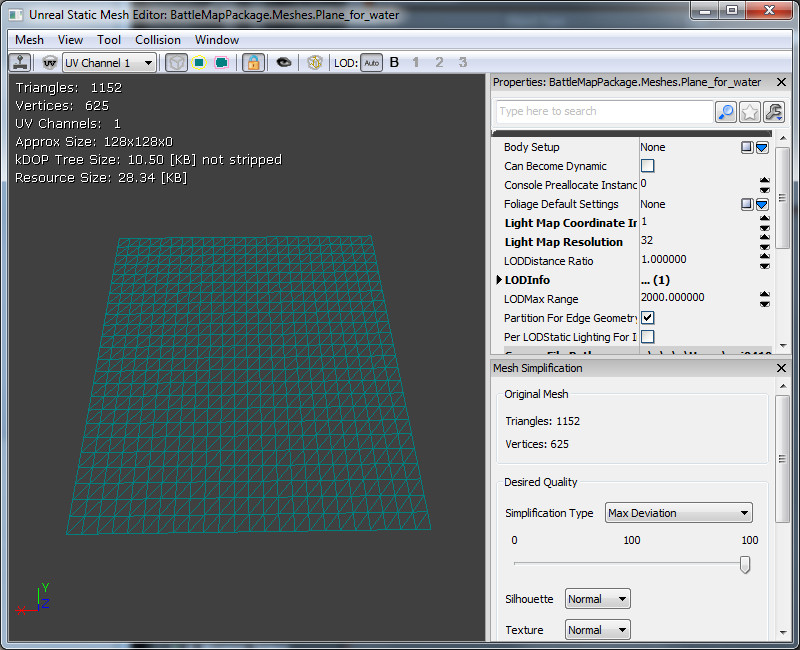 Unreal Static Mesh Editor: BattleMapPackage.Meshes.Plane_for_water
Mesh View Tool Collision Window
UV UV Channel 1 LOD: Auto B 1 2 3
Triangles: 1152
Vertices: 625
UV Channels: 1
Approx Size: 128x128x0
kDOP Tree Size: 10.50 [KB] not stripped
Resource Size: 28.34 [KB]
X Y Z
Properties: BattleMapPackage.Meshes.Plane_for_water
Type here to search
Body Setup None
Can Become Dynamic
Console Preallocate Instanc 0
Foliage Default Settings None
Light Map Coordinate Ir 1
Light Map Resolution 32
LODDistance Ratio 1.000000
LODInfo ... (1)
LODMax Range 2000.000000
Partition For Edge Geometry
Per LODStatic Lighting For I
Mesh Simplification
Original Mesh
Triangles: 1152
Vertices: 625
Desired Quality
Simplification Type Max Deviation
0 100 100
Silhouette Normal
Texture Normal